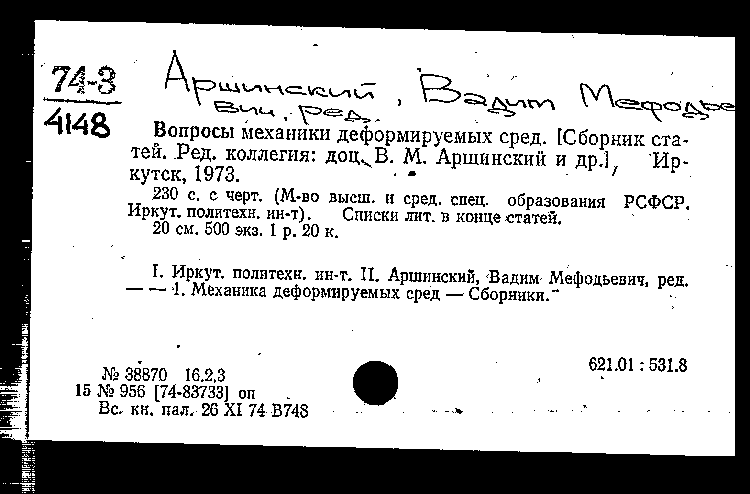 74-3
4148
Аршинский, Вадим Мефодье
вич, ред.
Вопросы механики деформируемых сред. [Сборник ста-
тей. Ред. коллегия: доц. В. М. Аршинский и др.], Ир-
кутск, 1973.
230 с. с черт. (М-во высш. и сред. спец. образования РСФСР.
Иркут. политехн. ин-т). Списки лит. в конце статей.
20 см. 500 экз. 1 р. 20 к.
I. Иркут. политехн. ин-т. II. Аршинский, Вадим Мефодьевич, ред.
— — 1. Механика деформируемых сред — Сборники.
621.01 : 531.8
№ 38870 16.2,3
15 № 956 [74-83733] оп
Вс. кн. пал. 26 XI 74 В748